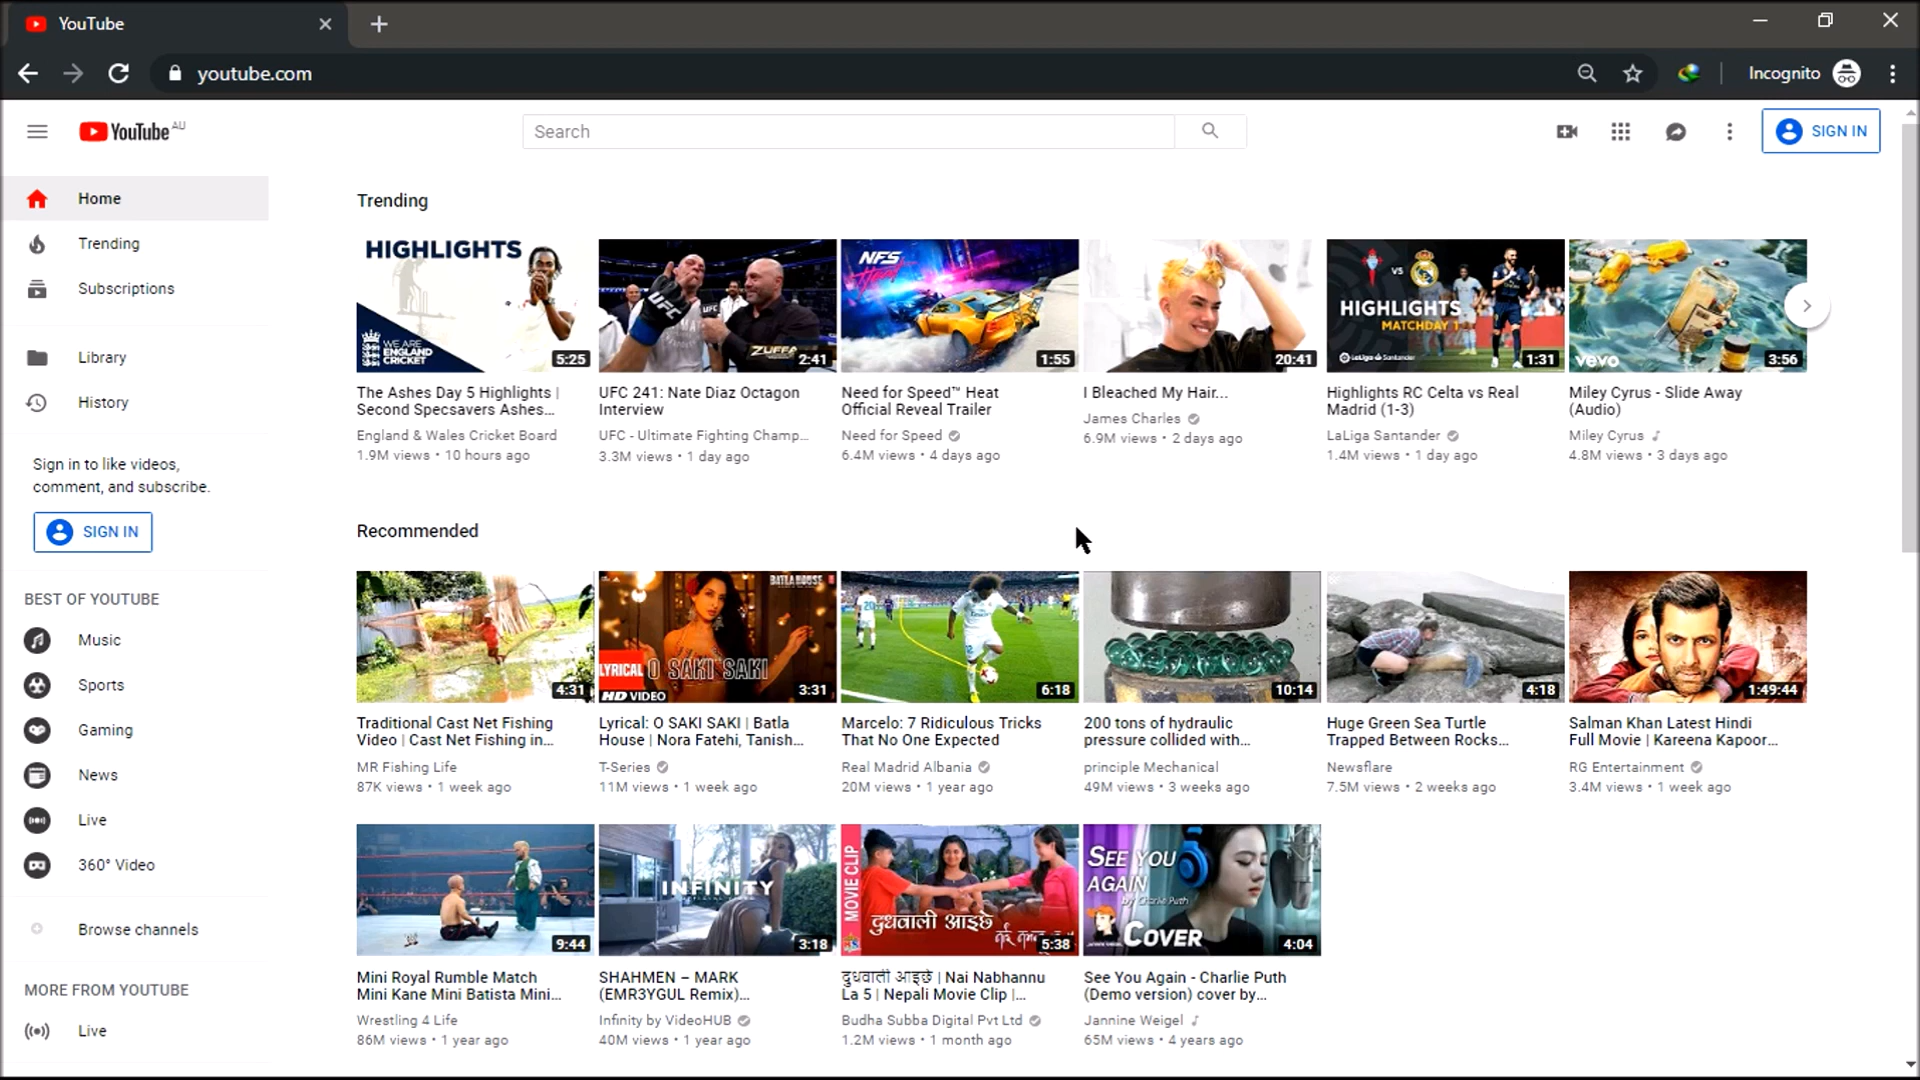 YouTube
youtube.com
Incognito
YouTube AU
Search
SIGN IN
Home
Trending
Subscriptions
Library
History
Sign in to like videos,
comment, and subscribe.
SIGN IN
BEST OF YOUTUBE
Music
Sports
Gaming
News
Live
360° Video
Browse channels
MORE FROM YOUTUBE
Live
Trending
HIGHLIGHTS
WE ARE
ENGLAND
CRICKET
5:25
The Ashes Day 5 Highlights |
Second Specsavers Ashes...
England & Wales Cricket Board
1.9M views • 10 hours ago
UFC
UFC
ZUFFA
2:41
UFC 241: Nate Diaz Octagon
Interview
UFC - Ultimate Fighting Champ...
3.3M views • 1 day ago
NFS
Heat
1:55
Need for Speed™ Heat
Official Reveal Trailer
Need for Speed
6.4M views • 4 days ago
20:41
I Bleached My Hair...
James Charles
6.9M views • 2 days ago
VS
HIGHLIGHTS
MATCHDAY 1
LaLiga Santander
1:31
Highlights RC Celta vs Real
Madrid (1-3)
LaLiga Santander
1.4M views • 1 day ago
vevo
3:56
Miley Cyrus - Slide Away
(Audio)
Miley Cyrus
4.8M views • 3 days ago
Recommended
4:31
Traditional Cast Net Fishing
Video | Cast Net Fishing in...
MR Fishing Life
87K views • 1 week ago
BATLA HOUSE
LYRICAL
O SAKI SAKI
HD VIDEO
3:31
Lyrical: O SAKI SAKI | Batla
House | Nora Fatehi, Tanish...
T-Series
11M views • 1 week ago
6:18
Marcelo: 7 Ridiculous Tricks
That No One Expected
Real Madrid Albania
20M views • 1 year ago
10:14
200 tons of hydraulic
pressure collided with...
principle Mechanical
49M views • 3 weeks ago
4:18
Huge Green Sea Turtle
Trapped Between Rocks...
Newsflare
7.5M views • 2 weeks ago
1:49:44
Salman Khan Latest Hindi
Full Movie | Kareena Kapoor...
RG Entertainment
3.4M views • 1 week ago
9:44
Mini Royal Rumble Match
Mini Kane Mini Batista Mini...
Wrestling 4 Life
86M views • 1 year ago
INFINITY
3:18
SHAHMEN – MARK
(EMR3YGUL Remix)...
Infinity by VideoHUB
40M views • 1 year ago
MOVIE CLIP
दुधवाली आइछे
5:38
दुधवाली आइछे | Nai Nabhannu
La 5 | Nepali Movie Clip |...
Budha Subba Digital Pvt Ltd
1.2M views • 1 month ago
SEE YOU
AGAIN
by Charlie Puth
COVER
4:04
See You Again - Charlie Puth
(Demo version) cover by...
Jannine Weigel
65M views • 4 years ago